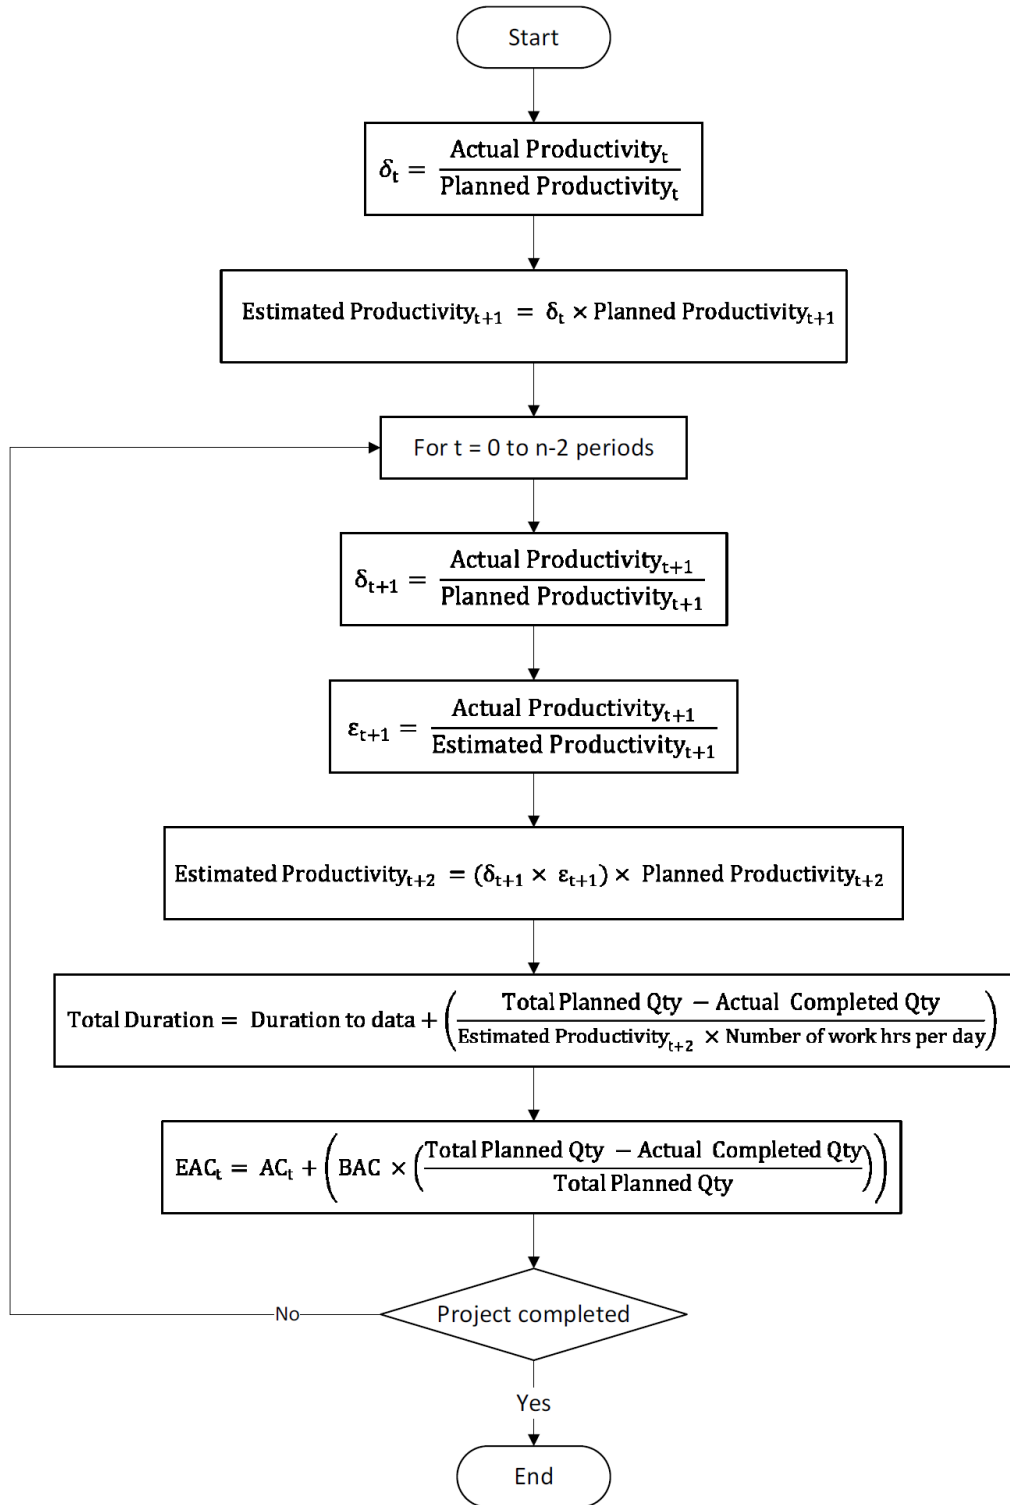 Start
δₜ = Actual Productivityₜ / Planned Productivityₜ
Estimated Productivityₜ₊₁ = δₜ × Planned Productivityₜ₊₁
For t = 0 to n-2 periods
δₜ₊₁ = Actual Productivityₜ₊₁ / Planned Productivityₜ₊₁
εₜ₊₁ = Actual Productivityₜ₊₁ / Estimated Productivityₜ₊₁
Estimated Productivityₜ₊₂ = (δₜ₊₁ × εₜ₊₁) × Planned Productivityₜ₊₂
Total Duration = Duration to data + (Total Planned Qty − Actual Completed Qty / Estimated Productivityₜ₊₂ × Number of work hrs per day)
EACₜ = ACₜ + (BAC × (Total Planned Qty − Actual Completed Qty / Total Planned Qty))
Project completed
No
Yes
End